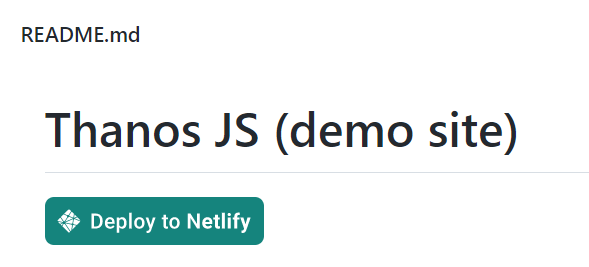 README.md
Thanos JS (demo site)
Deploy to Netlify